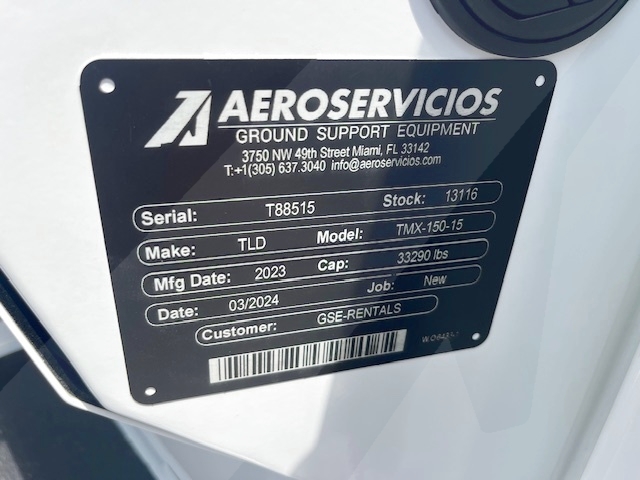 AEROSERVICIOS
GROUND SUPPORT EQUIPMENT
3750 NW 49th Street Miami, FL 33142
T:+1(305) 637.3040 info@aeroservicios.com
Serial: T88515 Stock: 13116
Make: TLD Model: TMX-150-15
Mfg Date: 2023 Cap: 33290 lbs
Date: 03/2024 Job: New
Customer: GSE-RENTALS